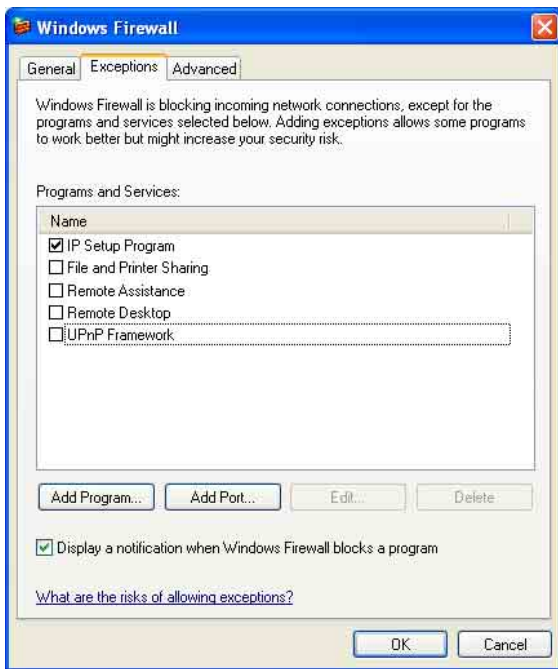 Windows Firewall
General Exceptions Advanced
Windows Firewall is blocking incoming network connections, except for the
programs and services selected below. Adding exceptions allows some programs
to work better but might increase your security risk.
Programs and Services:
Name
IP Setup Program
File and Printer Sharing
Remote Assistance
Remote Desktop
UPnP Framework
Add Program... Add Port... Edit... Delete
Display a notification when Windows Firewall blocks a program
What are the risks of allowing exceptions?
OK Cancel